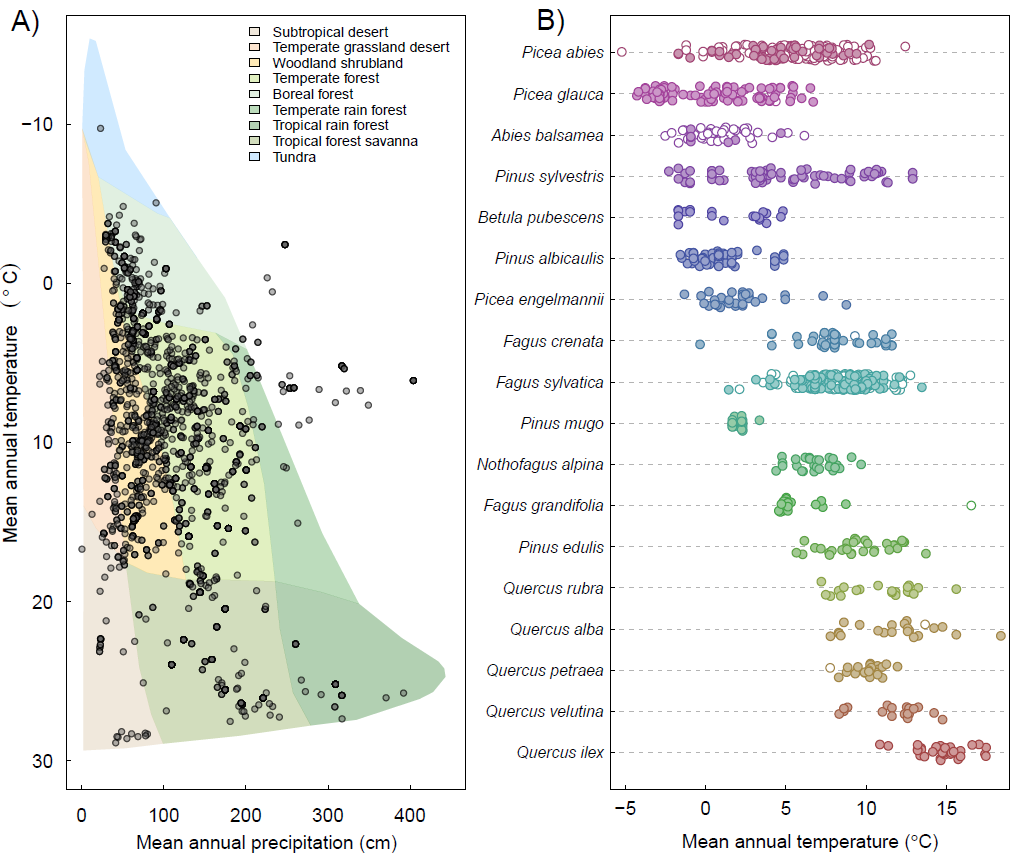 A)
Subtropical desert
Temperate grassland desert
Woodland shrubland
Temperate forest
Boreal forest
Temperate rain forest
Tropical rain forest
Tropical forest savanna
Tundra
Mean annual temperature (°C)
−10
0
10
20
30
0 100 200 300 400
Mean annual precipitation (cm)
B)
Picea abies
Picea glauca
Abies balsamea
Pinus sylvestris
Betula pubescens
Pinus albicaulis
Picea engelmannii
Fagus crenata
Fagus sylvatica
Pinus mugo
Nothofagus alpina
Fagus grandifolia
Pinus edulis
Quercus rubra
Quercus alba
Quercus petraea
Quercus velutina
Quercus ilex
−5 0 5 10 15
Mean annual temperature (°C)